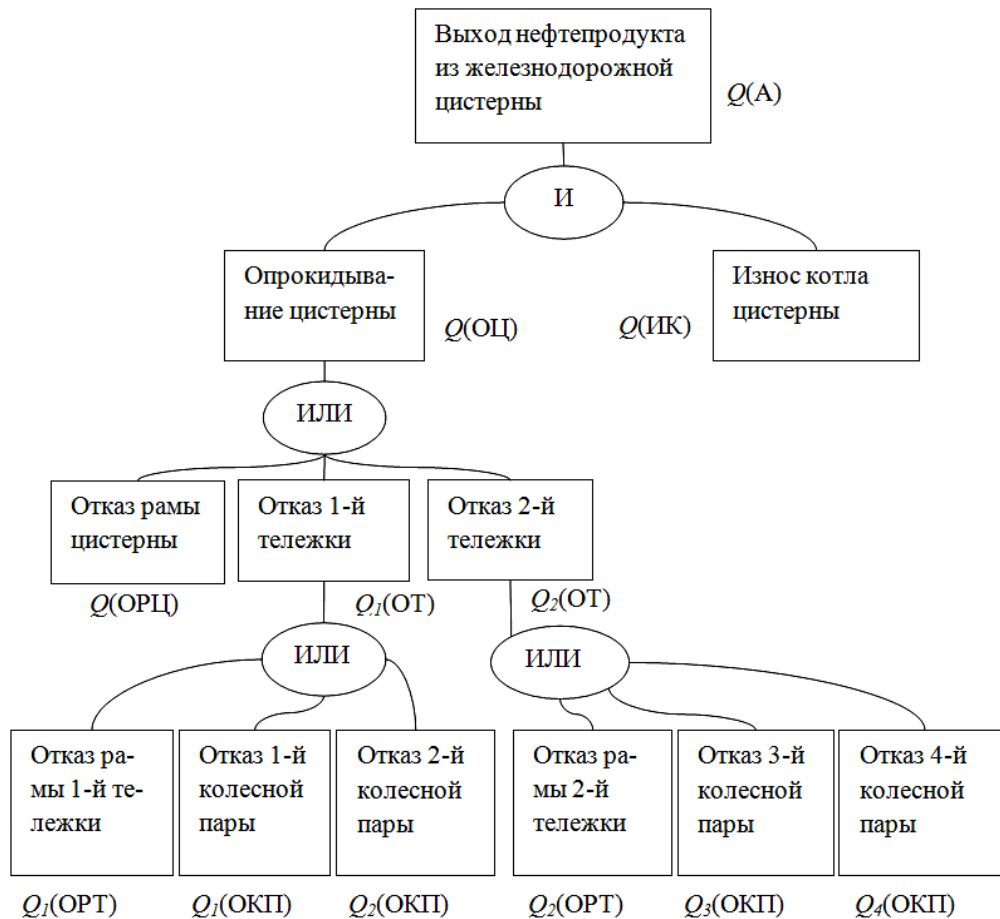 Выход нефтепродукта
из железнодорожной
цистерны
Q(А)
И
Опрокидыва-
ние цистерны
Q(ОЦ)
Износ котла
цистерны
Q(ИК)
ИЛИ
Отказ рамы
цистерны
Q(ОРЦ)
Отказ 1-й
тележки
Q1(ОТ)
Отказ 2-й
тележки
Q2(ОТ)
ИЛИ
ИЛИ
Отказ ра-
мы 1-й те-
лежки
Q1(ОРТ)
Отказ 1-й
колесной
пары
Q1(ОКП)
Отказ 2-й
колесной
пары
Q2(ОКП)
Отказ ра-
мы 2-й
тележки
Q2(ОРТ)
Отказ 3-й
колесной
пары
Q3(ОКП)
Отказ 4-й
колесной
пары
Q4(ОКП)